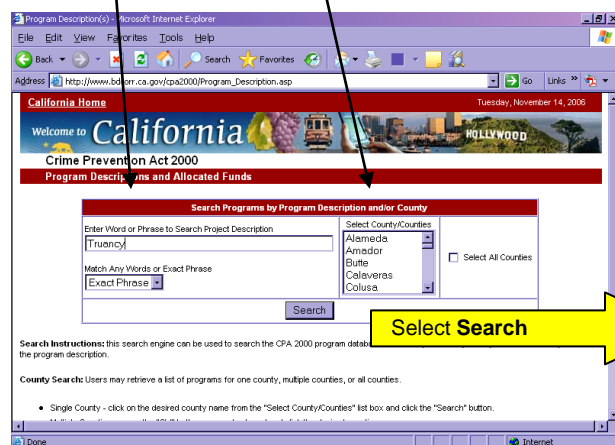 Program Description(s) - Microsoft Internet Explorer
File Edit View Favorites Tools Help
Back Search Favorites
Address http://www.bdcorr.ca.gov/cpa2000/Program_Description.asp Go Links »
California Home Tuesday, November 14, 2006
Welcome to California HOLLYWOOD
Crime Prevention Act 2000
Program Descriptions and Allocated Funds
Search Programs by Program Description and/or County
Enter Word or Phrase to Search Project Description
Truancy
Match Any Words or Exact Phrase
Exact Phrase
Select County/Counties
Alameda
Amador
Butte
Calaveras
Colusa
Select All Counties
Search
Select Search
Search Instructions: this search engine can be used to search the CPA 2000 program
the program description.
County Search: Users may retrieve a list of programs for one county, multiple counties, or all counties.
• Single County - click on the desired county name from the "Select County/Counties" list box and click the "Search" button.
Done Internet